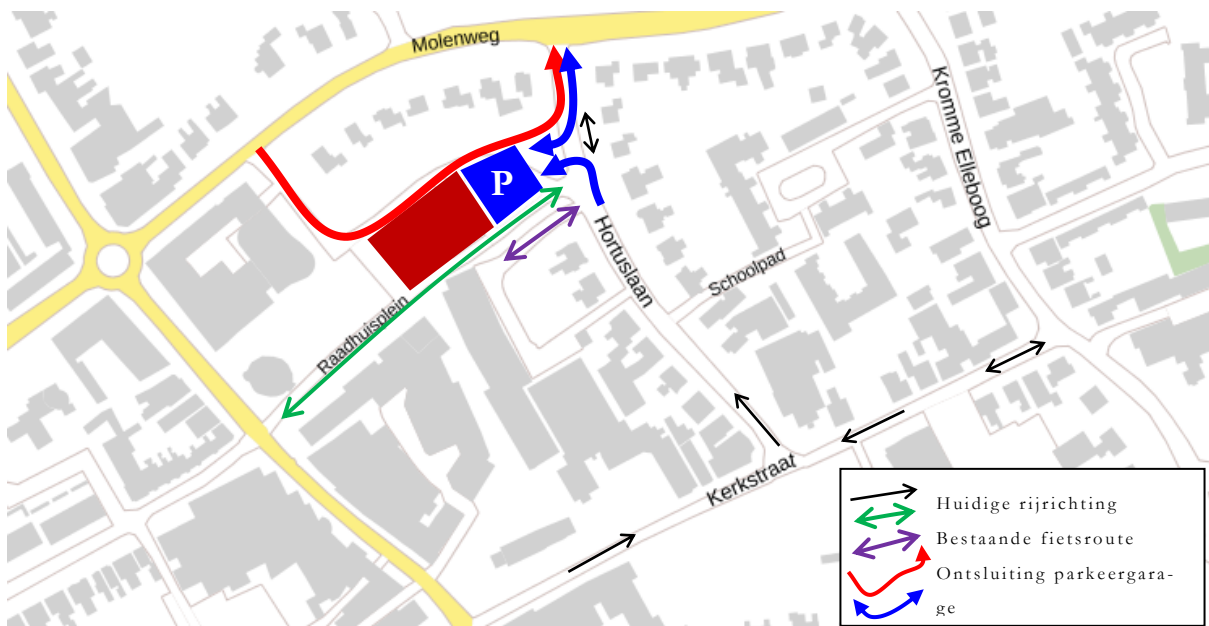 Molenweg
Kromme Elleboog
P
Hortuslaan
Schoolpad
Raadhuisplein
Kerkstraat
Huidige rijrichting
Bestaande fietsroute
Ontsluiting parkeergara-
ge